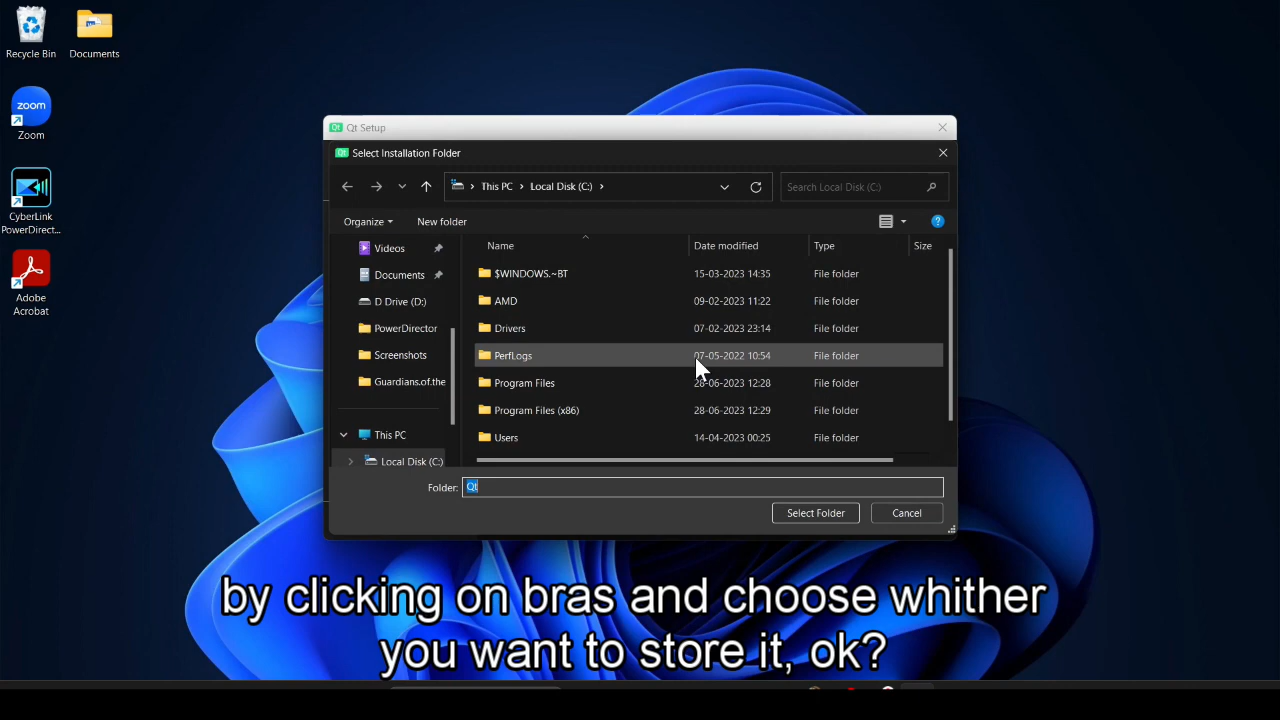 Recycle Bin
Documents
zoom
Zoom
CyberLink
PowerDirect...
Adobe
Acrobat
Qt Qt Setup
Qt Select Installation Folder
This PC > Local Disk (C:) >
Search Local Disk (C:)
Organize
New folder
Videos
Documents
D Drive (D:)
PowerDirector
Screenshots
Guardians.of.the
This PC
Local Disk (C:)
Name Date modified Type Size
$WINDOWS.~BT 15-03-2023 14:35 File folder
AMD 09-02-2023 11:22 File folder
Drivers 07-02-2023 23:14 File folder
PerfLogs 07-05-2022 10:54 File folder
Program Files 28-06-2023 12:28 File folder
Program Files (x86) 28-06-2023 12:29 File folder
Users 14-04-2023 00:25 File folder
Folder: Qt
Select Folder Cancel
by clicking on bras and choose whither
you want to store it, ok?